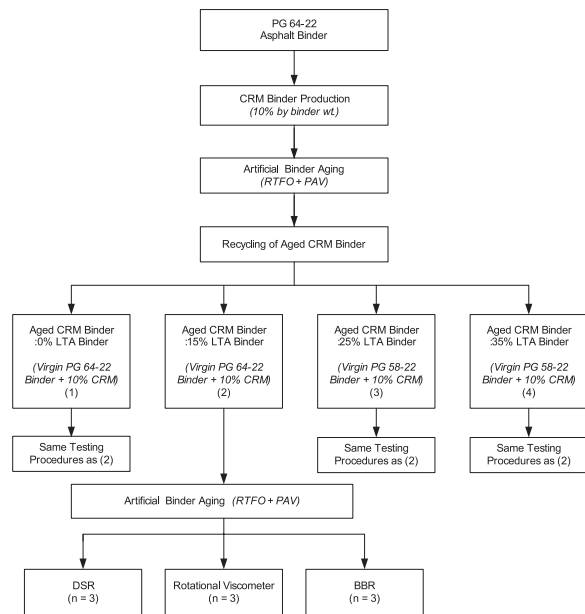 PG 64-22
Asphalt Binder
CRM Binder Production
(10% by binder wt.)
Artificial Binder Aging
(RTFO + PAV)
Recycling of Aged CRM Binder
Aged CRM Binder
:0% LTA Binder
(Virgin PG 64-22
Binder + 10% CRM)
(1)
Aged CRM Binder
:15% LTA Binder
(Virgin PG 64-22
Binder + 10% CRM)
(2)
Aged CRM Binder
:25% LTA Binder
(Virgin PG 58-22
Binder + 10% CRM)
(3)
Aged CRM Binder
:35% LTA Binder
(Virgin PG 58-22
Binder + 10% CRM)
(4)
Same Testing
Procedures as (2)
Same Testing
Procedures as (2)
Same Testing
Procedures as (2)
Artificial Binder Aging (RTFO + PAV)
DSR
(n = 3)
Rotational Viscometer
(n = 3)
BBR
(n = 3)